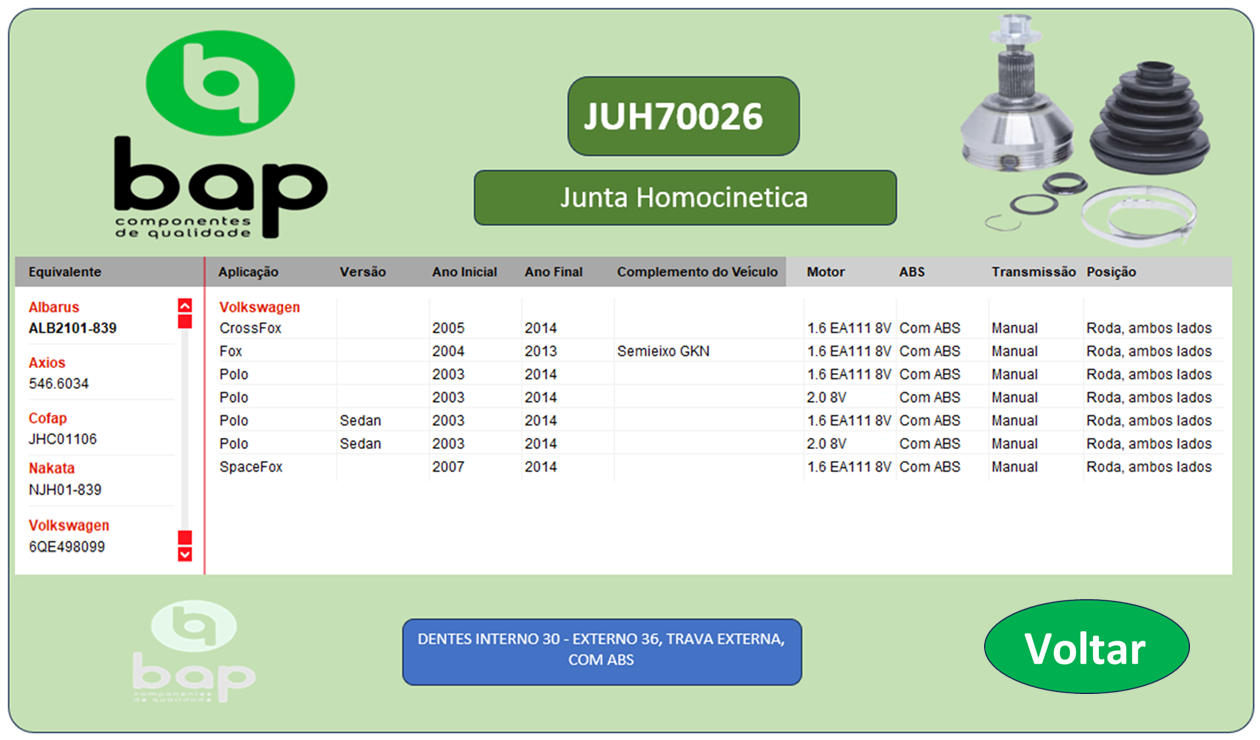 bap
componentes
de qualidade
JUH70026
Junta Homocinetica
Equivalente
Albarus
ALB2101-839
Axios
546.6034
Cofap
JHC01106
Nakata
NJH01-839
Volkswagen
6QE498099
Aplicação Versão Ano Inicial Ano Final Complemento do Veículo Motor ABS Transmissão Posição
Volkswagen
CrossFox 2005 2014 1.6 EA111 8V Com ABS Manual Roda, ambos lados
Fox 2004 2013 Semieixo GKN 1.6 EA111 8V Com ABS Manual Roda, ambos lados
Polo 2003 2014 1.6 EA111 8V Com ABS Manual Roda, ambos lados
Polo 2003 2014 2.0 8V Com ABS Manual Roda, ambos lados
Polo Sedan 2003 2014 1.6 EA111 8V Com ABS Manual Roda, ambos lados
Polo Sedan 2003 2014 2.0 8V Com ABS Manual Roda, ambos lados
SpaceFox 2007 2014 1.6 EA111 8V Com ABS Manual Roda, ambos lados
bap
componentes
de qualidade
DENTES INTERNO 30 - EXTERNO 36, TRAVA EXTERNA,
COM ABS
Voltar